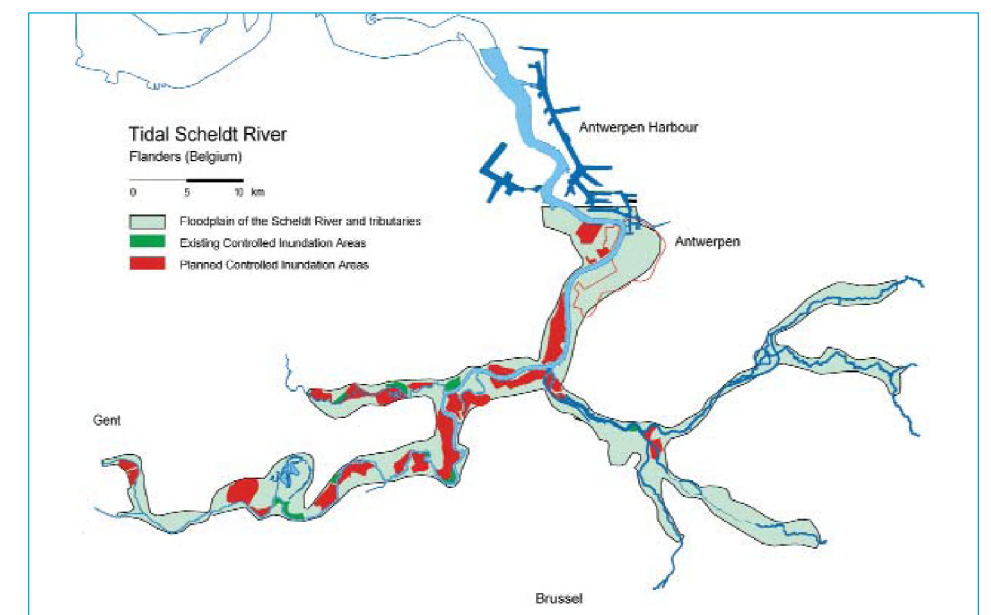 Tidal Scheldt River
Flanders (Belgium)
0 5 10 km
Floodplain of the Scheldt River and tributaries
Existing Controlled Inundation Areas
Planned Controlled Inundation Areas
Antwerpen Harbour
Antwerpen
Gent
Brussel